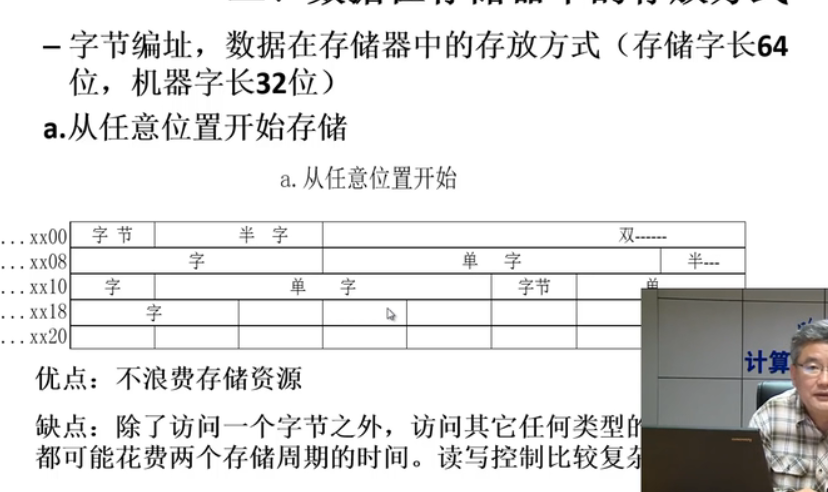 – 字节编址，数据在存储器中的存放方式（存储字长64
位，机器字长32位）
a.从任意位置开始存储
a. 从任意位置开始
...xx00 字 节 半 字 双------
...xx08 字 单 字 半---
...xx10 字 单 字 字节 单
...xx18 字
...xx20
优点：不浪费存储资源
缺点：除了访问一个字节之外，访问其它任何类型的
都可能花费两个存储周期的时间。读写控制比较复杂
计算